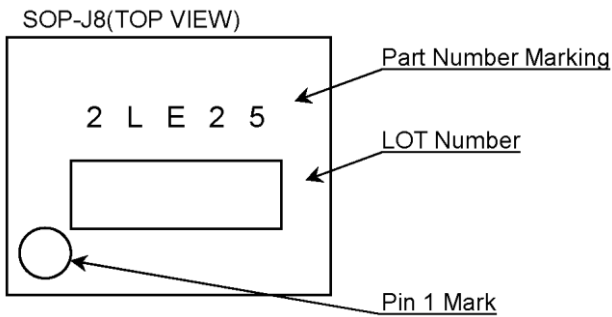 SOP-J8(TOP VIEW)
Part Number Marking
2 L E 2 5
LOT Number
Pin 1 Mark